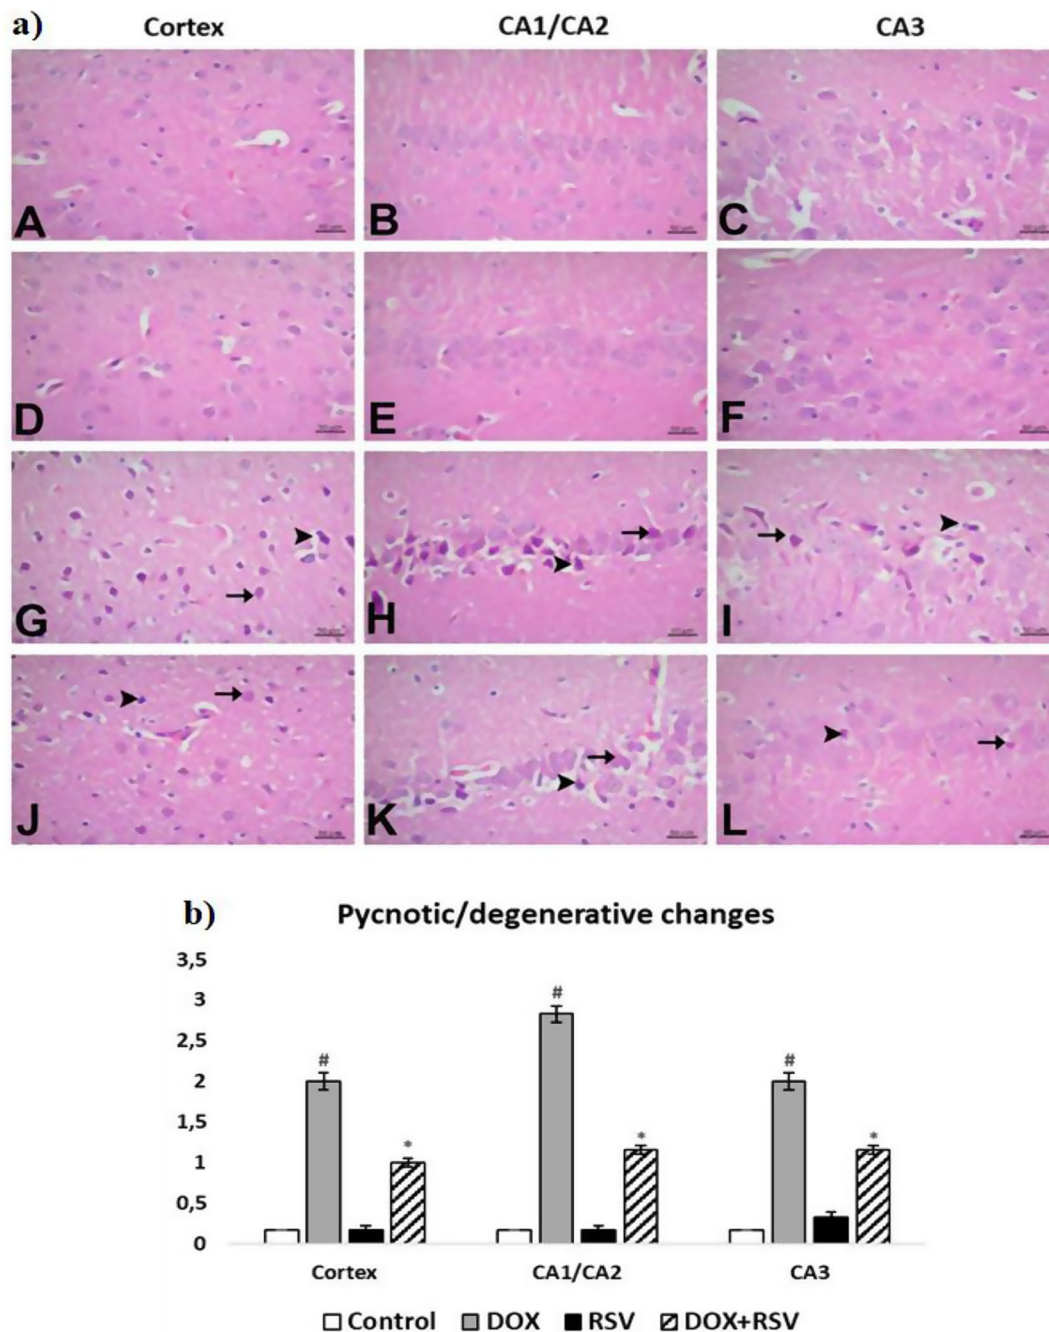 a)
Cortex CA1/CA2 CA3
A B C
D E F
G H I
J K L
b) Pycnotic/degenerative changes
3,5
3
2,5
2
1,5
1
0,5
0
# # #
* * *
Cortex CA1/CA2 CA3
Control DOX RSV DOX+RSV